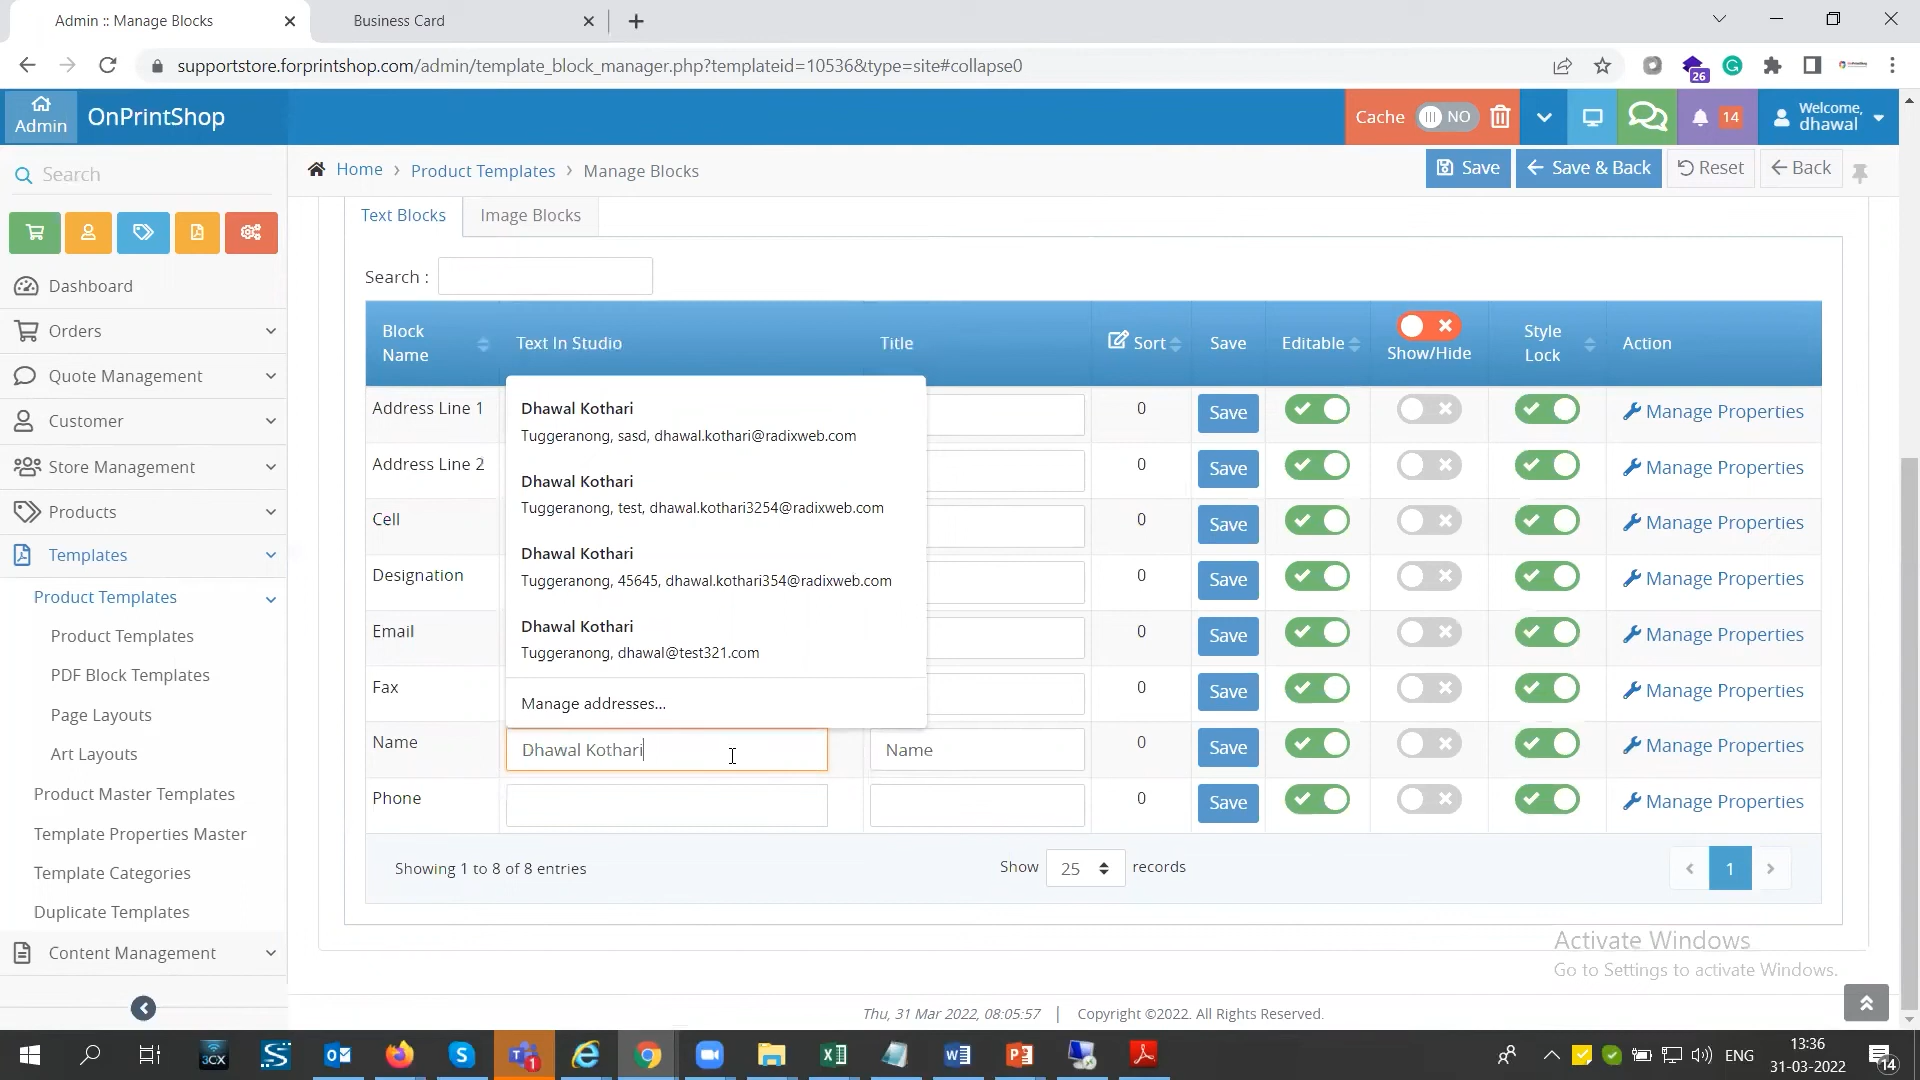 Admin :: Manage Blocks
Business Card
supportstore.forprintshop.com/admin/template_block_manager.php?templateid=10536&type=site#collapse0
26
Admin
OnPrintShop
Cache
NO
14
Welcome,
dhawal
Search
Home › Product Templates › Manage Blocks
Save
Save & Back
Reset
Back
Text Blocks
Image Blocks
Search :
Block Name
Text In Studio
Title
Sort
Save
Editable
Show/Hide
Style Lock
Action
Address Line 1
0
Save
Manage Properties
Address Line 2
0
Save
Manage Properties
Cell
0
Save
Manage Properties
Designation
0
Save
Manage Properties
Email
0
Save
Manage Properties
Fax
0
Save
Manage Properties
Name
Dhawal Kothari
Name
0
Save
Manage Properties
Phone
0
Save
Manage Properties
Dhawal Kothari
Tuggeranong, sasd, dhawal.kothari@radixweb.com
Dhawal Kothari
Tuggeranong, test, dhawal.kothari3254@radixweb.com
Dhawal Kothari
Tuggeranong, 45645, dhawal.kothari354@radixweb.com
Dhawal Kothari
Tuggeranong, dhawal@test321.com
Manage addresses...
Showing 1 to 8 of 8 entries
Show 25 records
1
Dashboard
Orders
Quote Management
Customer
Store Management
Products
Templates
Product Templates
Product Templates
PDF Block Templates
Page Layouts
Art Layouts
Product Master Templates
Template Properties Master
Template Categories
Duplicate Templates
Content Management
Activate Windows
Go to Settings to activate Windows.
Thu, 31 Mar 2022, 08:05:57 | Copyright ©2022. All Rights Reserved.
3CX
1
ENG
13:36
31-03-2022
14